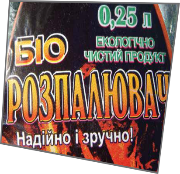 0,25 л
БІО
ЕКОЛОГІЧНО
ЧИСТИЙ ПРОДУКТ
РОЗПАЛЮВАЧ
Надійно і зручно!